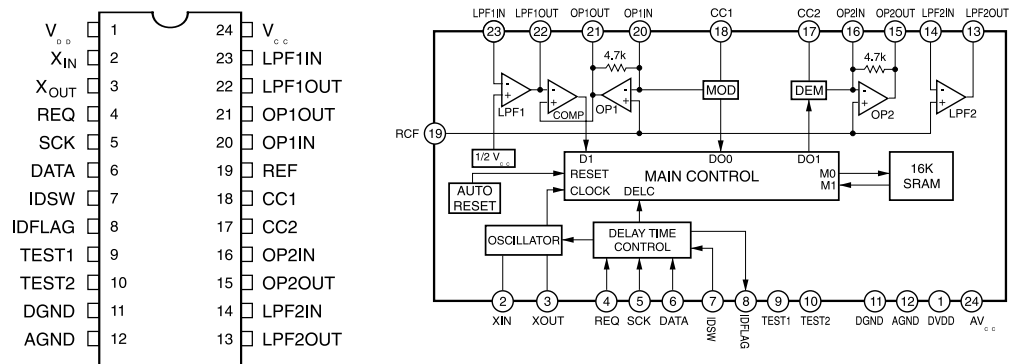 V_DD 1 24 V_CC
X_IN 2 23 LPF1IN
X_OUT 3 22 LPF1OUT
REQ 4 21 OP1OUT
SCK 5 20 OP1IN
DATA 6 19 REF
IDSW 7 18 CC1
IDFLAG 8 17 CC2
TEST1 9 16 OP2IN
TEST2 10 15 OP2OUT
DGND 11 14 LPF2IN
AGND 12 13 LPF2OUT
LPF1IN LPF1OUT OP1OUT OP1IN CC1 CC2 OP2IN OP2OUT LPF2IN LPF2OUT
23 22 21 20 18 17 16 15 14 13
4.7k 4.7k
- + - + - + MOD DEM - + - +
LPF1 COMP OP1 OP2 LPF2
RCF 19
1/2 V_CC
D1 DO0 DO1
AUTO RESET
RESET MAIN CONTROL M0
CLOCK DELC M1
16K
SRAM
OSCILLATOR
DELAY TIME
CONTROL
2 3 4 5 6 7 8 9 10 11 12 1 24
XIN XOUT REQ SCK DATA IDSW IDFLAG TEST1 TEST2 DGND AGND DVDD AV_CC